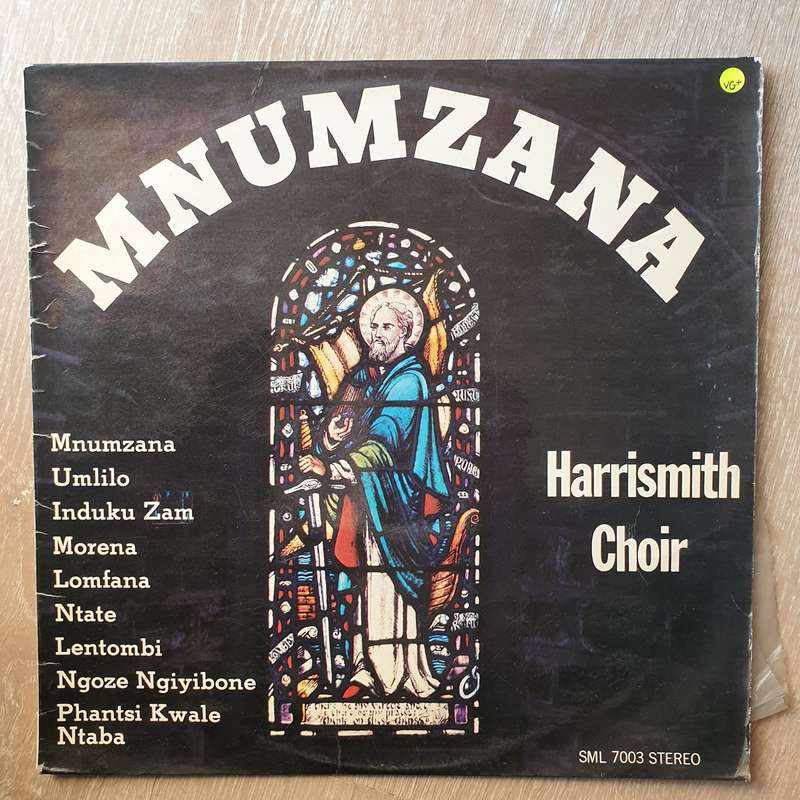 VG+
MNUMZANA
Mnumzana
Umlilo
Induku Zam
Morena
Lomfana
Ntate
Lentombi
Ngoze Ngiyibone
Phantsi Kwale
Ntaba
Harrismith
Choir
SML 7003 STEREO